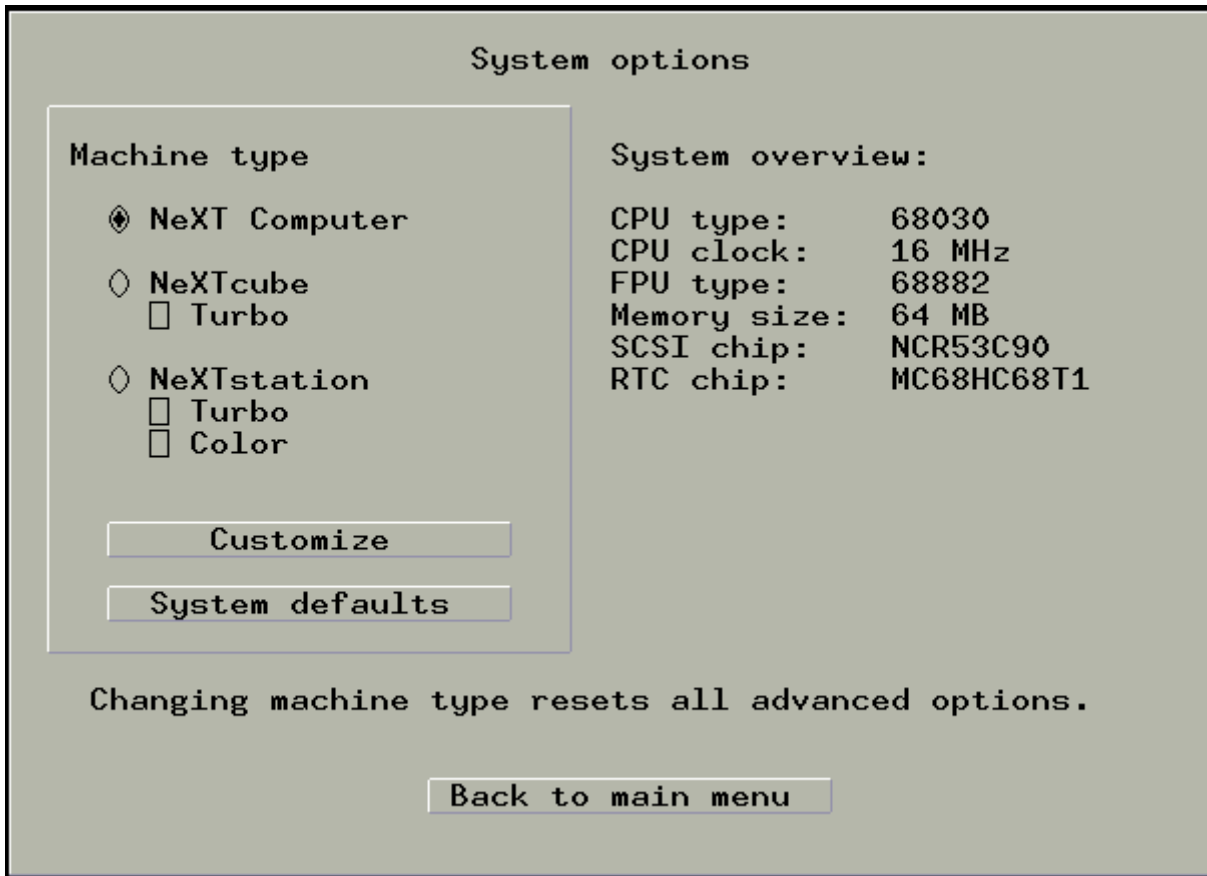 System options
Machine type
NeXT Computer
NeXTcube
Turbo
NeXTstation
Turbo
Color
Customize
System defaults
System overview:
CPU type: 68030
CPU clock: 16 MHz
FPU type: 68882
Memory size: 64 MB
SCSI chip: NCR53C90
RTC chip: MC68HC68T1
Changing machine type resets all advanced options.
Back to main menu